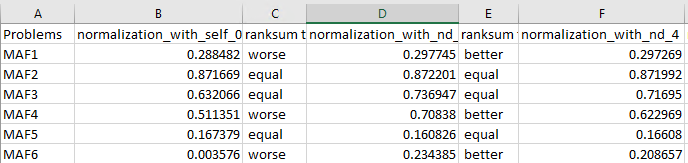 A B C D E F
Problems normalization_with_self_0 ranksum t normalization_with_nd_ ranksum normalization_with_nd_4
MAF1 0.288482 worse 0.297745 better 0.297269
MAF2 0.871669 equal 0.872201 equal 0.871992
MAF3 0.632066 equal 0.736947 equal 0.71695
MAF4 0.511351 worse 0.70838 better 0.622969
MAF5 0.167379 equal 0.160826 equal 0.16608
MAF6 0.003576 worse 0.234385 better 0.208657